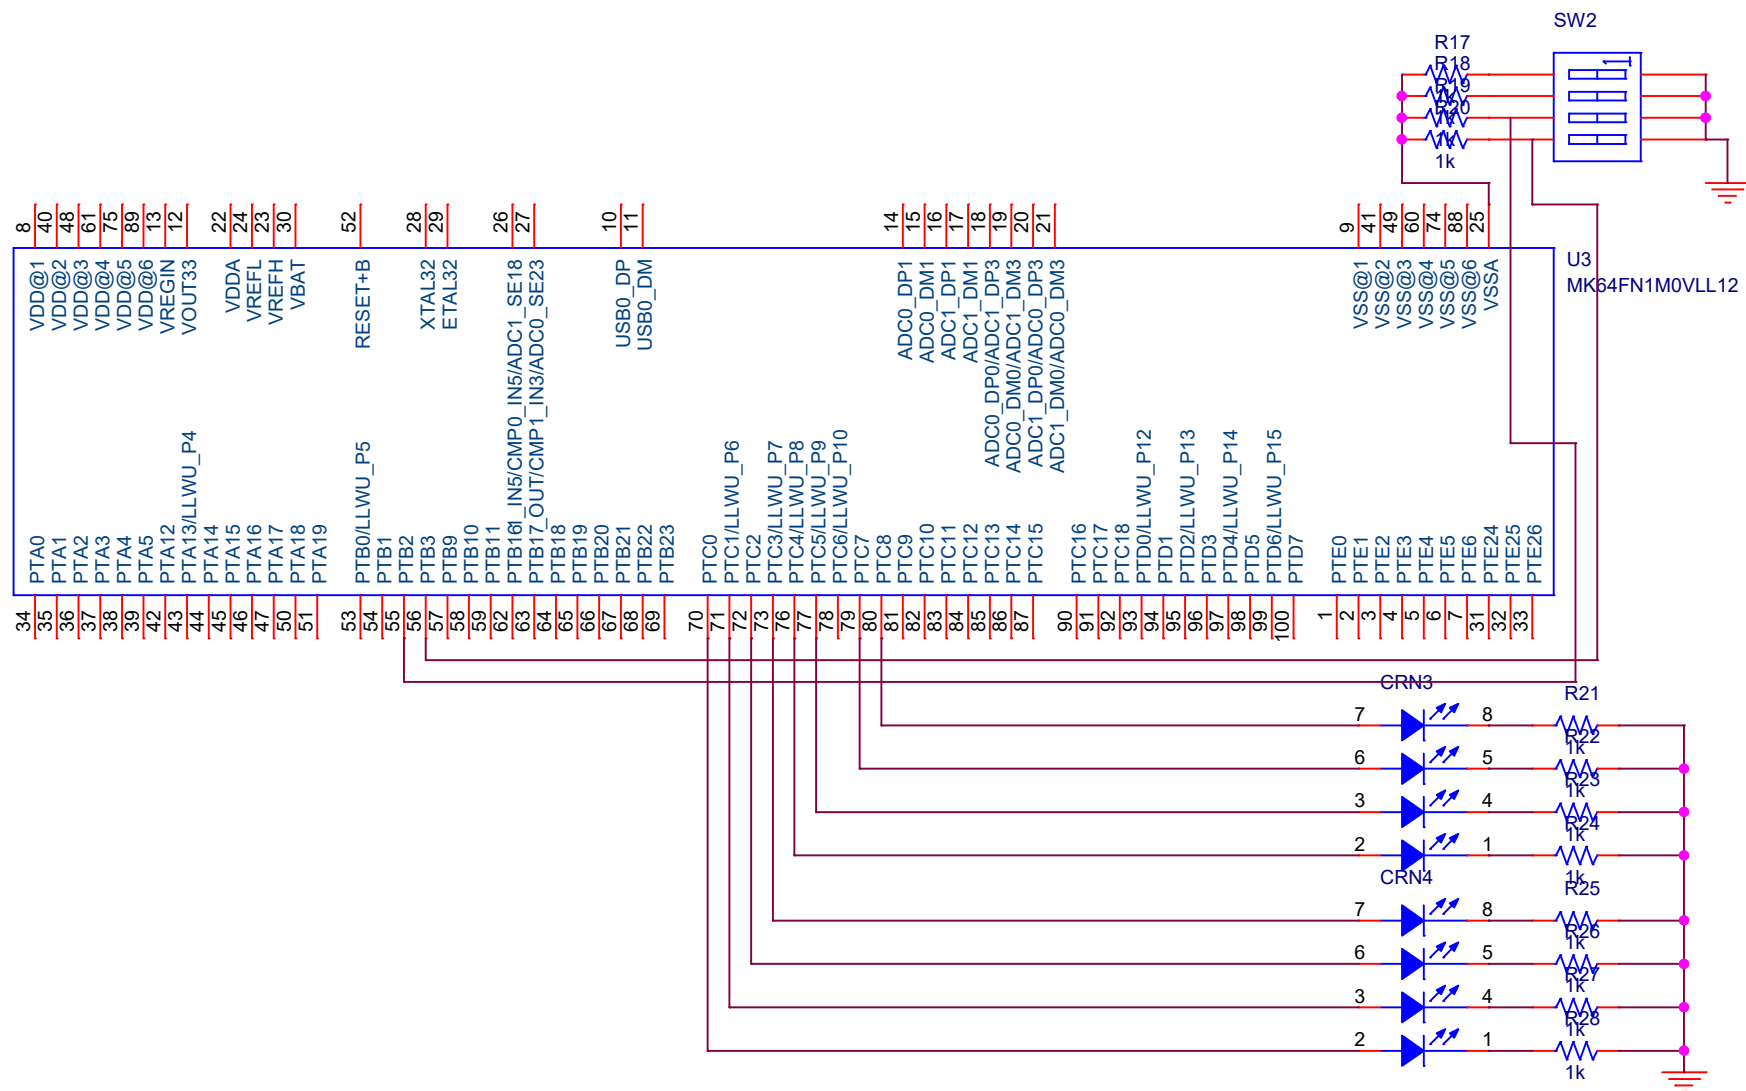 SW2
R17
R18
R19
1k
R20
1k
1k
1k
8 40 48 61 75 89 13 12 22 24 23 30 52 28 29 26 27 10 11 14 15 16 17 18 19 20 21 9 41 49 60 74 88 25
U3
MK64FN1M0VLL12
VDD@1
VDD@2
VDD@3
VDD@4
VDD@5
VDD@6
VREGIN
VOUT33
VDDA
VREFL
VREFH
VBAT
RESET+B
XTAL32
ETAL32
1_IN5/CMP0_IN5/ADC1_SE18
_OUT/CMP1_IN3/ADC0_SE23
USB0_DP
USB0_DM
ADC0_DP1
ADC0_DM1
ADC1_DP1
ADC1_DM1
ADC0_DP0/ADC1_DP3
ADC0_DM0/ADC1_DM3
ADC1_DP0/ADC0_DP3
ADC1_DM0/ADC0_DM3
VSS@1
VSS@2
VSS@3
VSS@4
VSS@5
VSS@6
VSSA
PTA0
PTA1
PTA2
PTA3
PTA4
PTA5
PTA12
PTA13/LLWU_P4
PTA14
PTA15
PTA16
PTA17
PTA18
PTA19
PTB0/LLWU_P5
PTB1
PTB2
PTB3
PTB9
PTB10
PTB11
PTB16
PTB17
PTB18
PTB19
PTB20
PTB21
PTB22
PTB23
PTC0
PTC1/LLWU_P6
PTC2
PTC3/LLWU_P7
PTC4/LLWU_P8
PTC5/LLWU_P9
PTC6/LLWU_P10
PTC7
PTC8
PTC9
PTC10
PTC11
PTC12
PTC13
PTC14
PTC15
PTC16
PTC17
PTC18
PTD0/LLWU_P12
PTD1
PTD2/LLWU_P13
PTD3
PTD4/LLWU_P14
PTD5
PTD6/LLWU_P15
PTD7
PTE0
PTE1
PTE2
PTE3
PTE4
PTE5
PTE6
PTE24
PTE25
PTE26
34 35 36 37 38 39 42 43 44 45 46 47 50 51 53 54 55 56 57 58 59 62 63 64 65 66 67 68 69 70 71 72 73 76 77 78 79 80 81 82 83 84 85 86 87 90 91 92 93 94 95 96 97 98 99 100 1 2 3 4 5 6 7 31 32 33
CRN3
R21
7 8
R22
1k
6 5
R23
1k
3 4
R24
1k
2 1
1k
CRN4
R25
7 8
R26
1k
6 5
R27
1k
3 4
R28
1k
2 1
1k